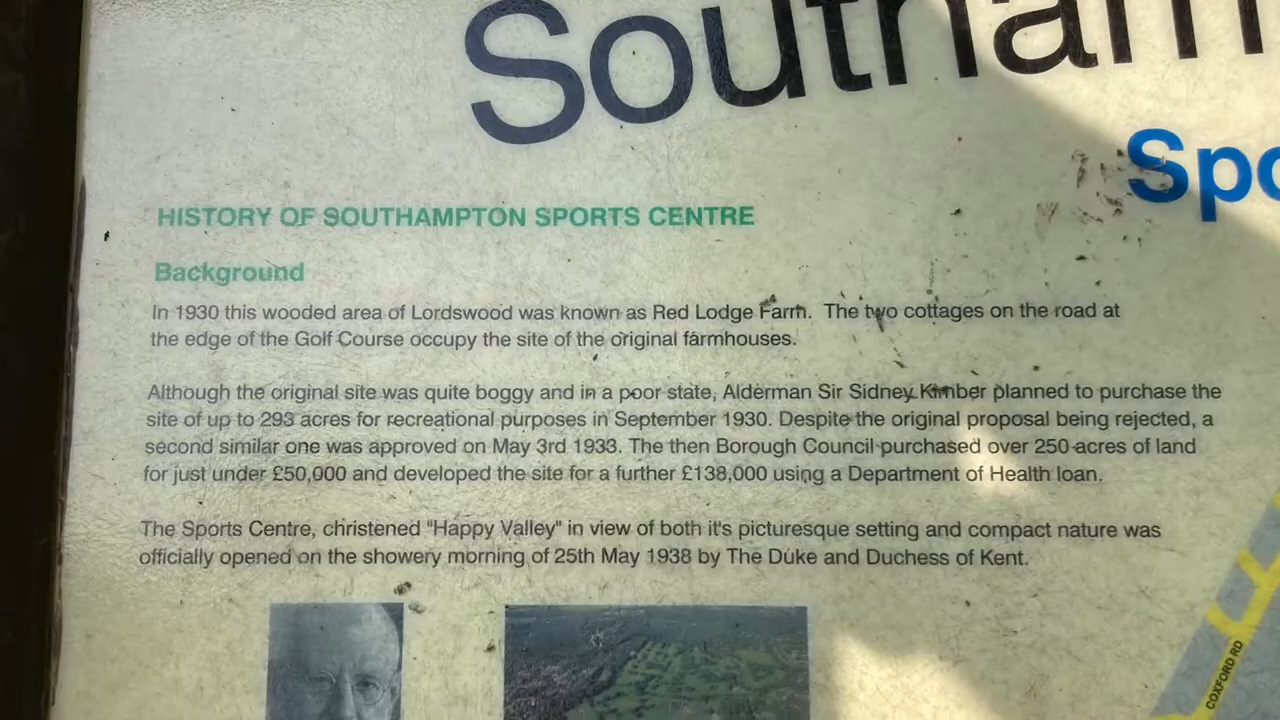 Southam
Spo
HISTORY OF SOUTHAMPTON SPORTS CENTRE
Background
In 1930 this wooded area of Lordswood was known as Red Lodge Farm. The two cottages on the road at
the edge of the Golf Course occupy the site of the original farmhouses.
Although the original site was quite boggy and in a poor state, Alderman Sir Sidney Kimber planned to purchase the
site of up to 293 acres for recreational purposes in September 1930. Despite the original proposal being rejected, a
second similar one was approved on May 3rd 1933. The then Borough Council purchased over 250 acres of land
for just under £50,000 and developed the site for a further £138,000 using a Department of Health loan.
The Sports Centre, christened "Happy Valley" in view of both it's picturesque setting and compact nature was
officially opened on the showery morning of 25th May 1938 by The Duke and Duchess of Kent.
COXFORD RD